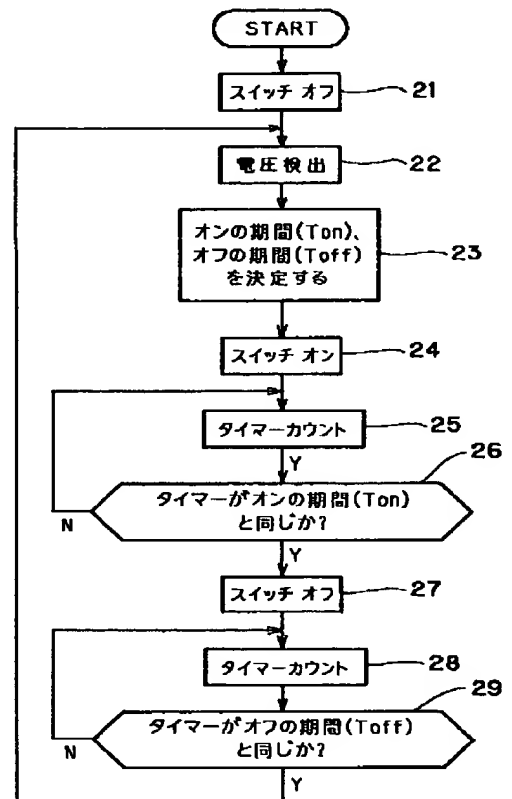 START
スイッチ オフ
21
電圧検出
22
オンの期間(Ton)、
オフの期間(Toff)
を決定する
23
スイッチ オン
24
タイマーカウント
25
Y
26
タイマーがオンの期間(Ton)
と同じか?
N
Y
スイッチ オフ
27
タイマーカウント
28
29
タイマーがオフの期間(Toff)
と同じか?
N
Y